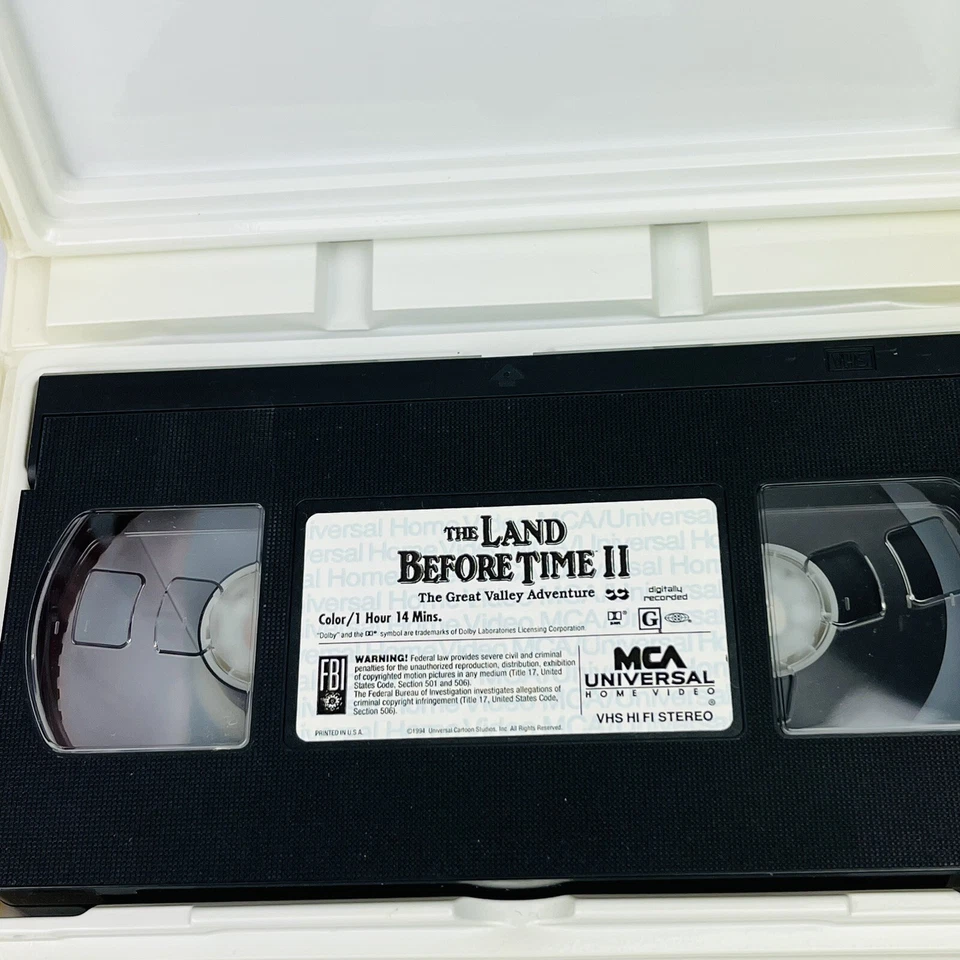 THE LAND
BEFORE TIME II
The Great Valley Adventure
digitally
recorded
Color/1 Hour 14 Mins.
G
"Dolby" and the symbol are trademarks of Dolby Laboratories Licensing Corporation.
FBI
WARNING! Federal law provides severe civil and criminal
penalties for the unauthorized reproduction, distribution, exhibition
of copyrighted motion pictures in any medium (Title 17, United
States Code, Section 501 and 506).
The Federal Bureau of Investigation investigates allegations of
criminal copyright infringement (Title 17, United States Code,
Section 506).
MCA
UNIVERSAL
HOME VIDEO
®
VHS HI FI STEREO
PRINTED IN U.S.A.
©1994 Universal Cartoon Studios, Inc. All Rights Reserved.